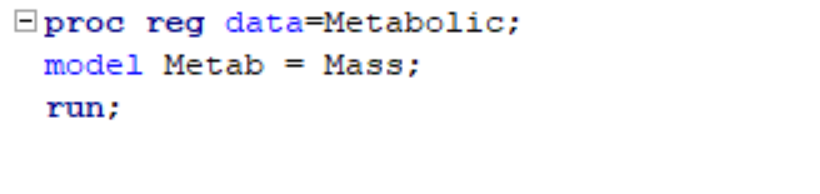 proc reg data=Metabolic;
model Metab = Mass;
run;